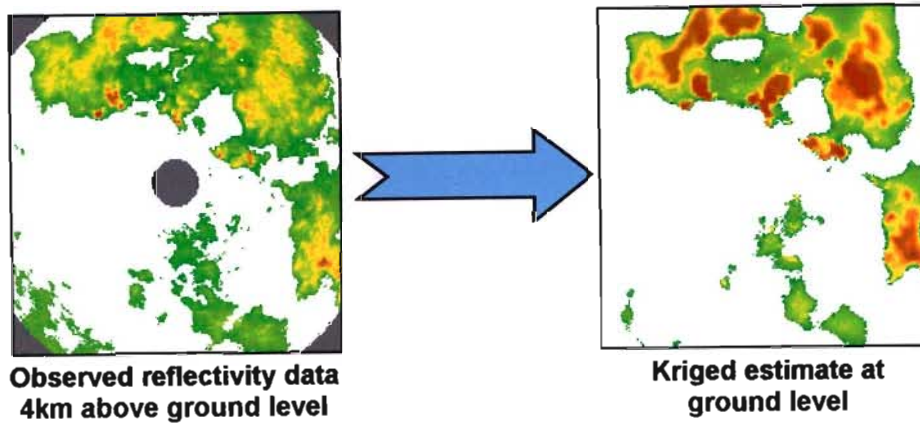 Observed reflectivity data
4km above ground level
Kriged estimate at
ground level